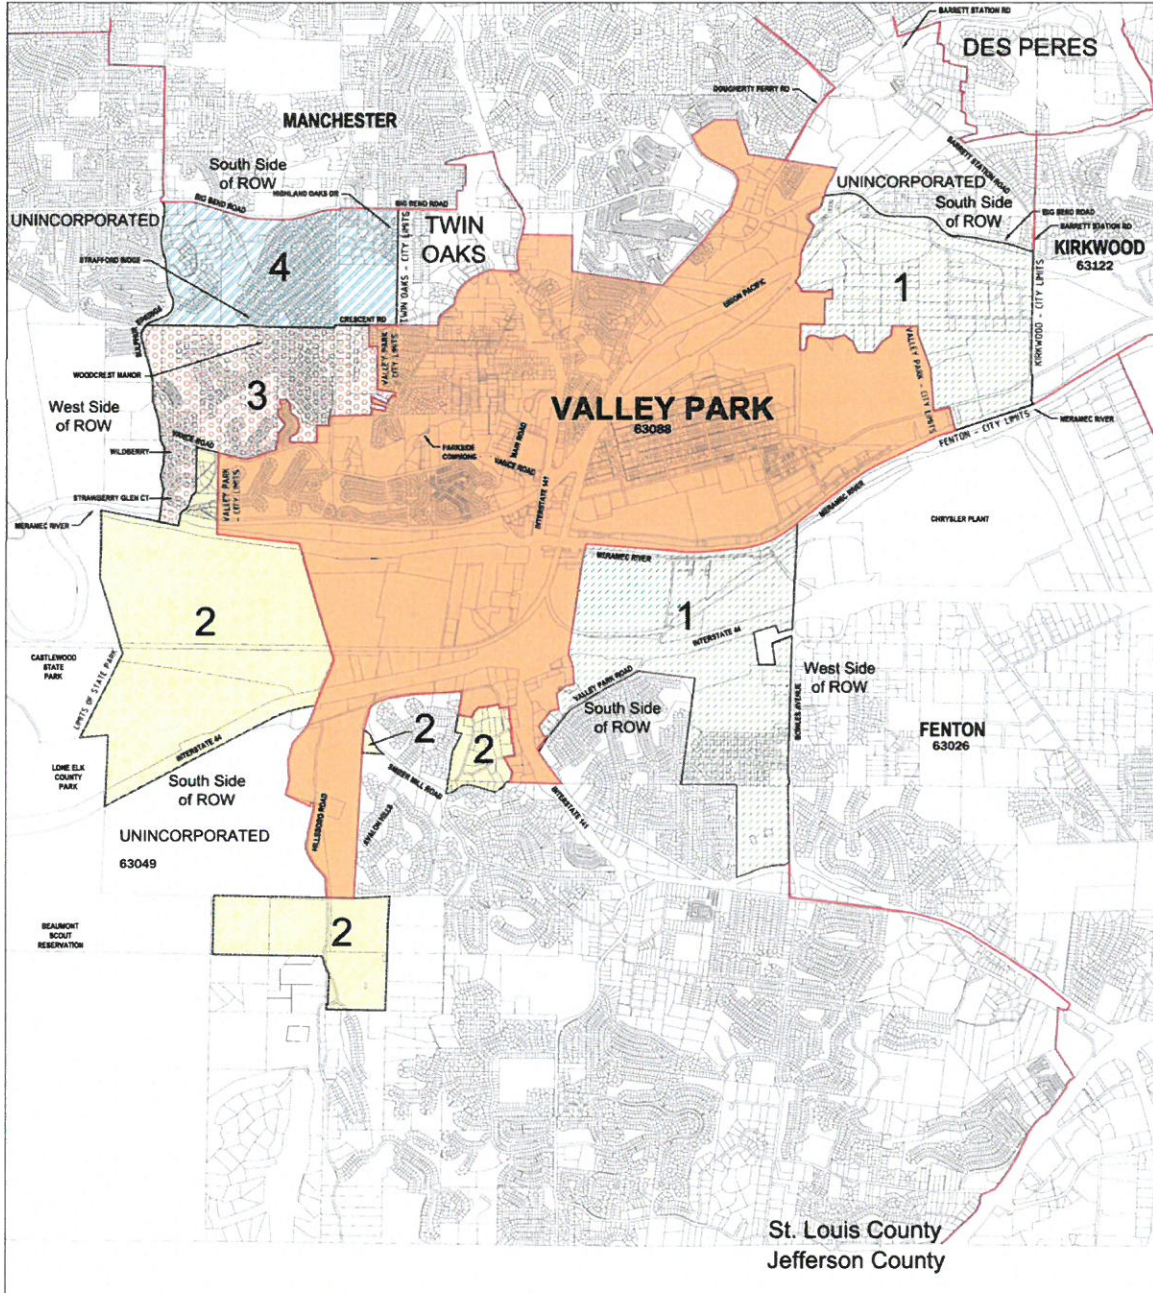 BARRETT STATION RD
DES PERES
DOUGHERTY FERRY RD
MANCHESTER
BARRETT STATION ROAD
South Side
of ROW
UNINCORPORATED
South Side
of ROW
HIGHLAND OAKS DR
BIG BEND ROAD
BIG BEND ROAD
UNINCORPORATED
BIG BEND ROAD
BARRETT STATION RD
TWIN
OAKS
KIRKWOOD
63122
STRAFFORD RIDGE
4
1
UNION PACIFIC
TWIN OAKS - CITY LIMITS
KIRKWOOD - CITY LIMITS
CRESCENT RD
VALLEY PARK
- CITY LIMITS
VALLEY PARK - CITY LIMITS
WOODCREST MANOR
3
West Side
of ROW
VALLEY PARK
63088
MERAMEC RIVER
FENTON - CITY LIMITS
VANCE ROAD
WILDBERRY
PARKSIDE
COMMONS
MAIN ROAD
VANCE ROAD
VALLEY PARK
- CITY LIMITS
STRAWBERRY GLEN CT
INTERSTATE 141
MERAMEC RIVER
MERAMEC RIVER
CHRYSLER PLANT
MERAMEC RIVER
2
1
INTERSTATE 44
CASTLEWOOD
STATE
PARK
LIMITS OF STATE PARK
VALLEY PARK ROAD
West Side
of ROW
South Side
of ROW
BOWLES AVENUE
FENTON
63026
INTERSTATE 44
2
2
LONE ELK
COUNTY
PARK
South Side
of ROW
SMIZER MILL ROAD
INTERSTATE 141
HILLSBORO ROAD
AVALON HILLS
UNINCORPORATED
63049
BEAUMONT
SCOUT
RESERVATION
2
St. Louis County
Jefferson County